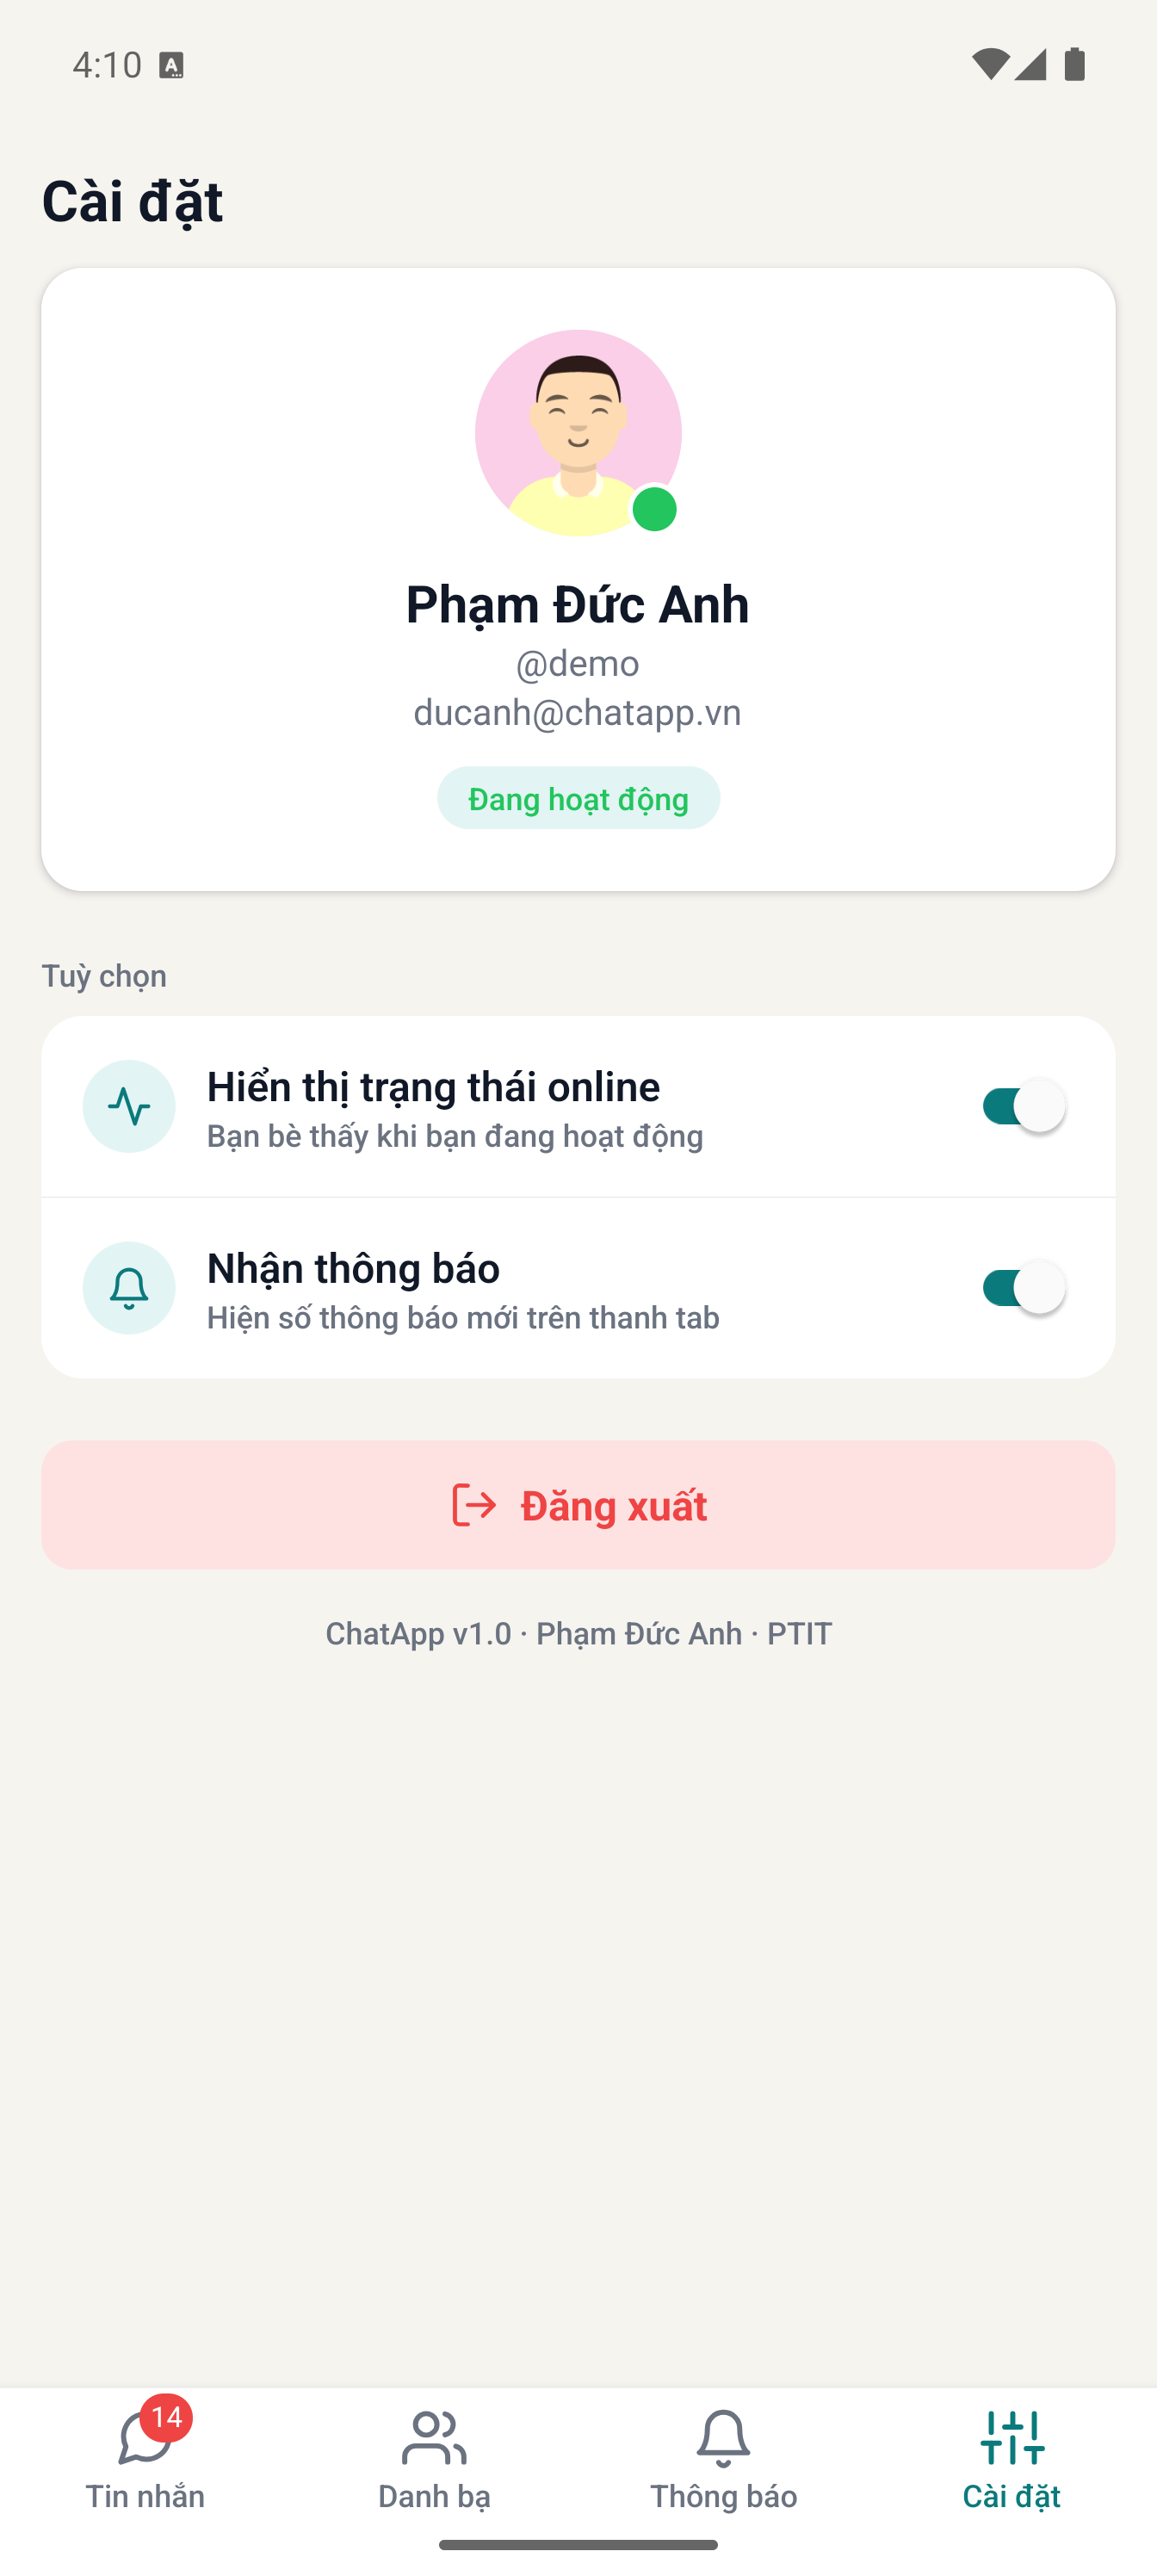 4:10
Cài đặt
Phạm Đức Anh
@demo
ducanh@chatapp.vn
Đang hoạt động
Tuỳ chọn
Hiển thị trạng thái online
Bạn bè thấy khi bạn đang hoạt động
Nhận thông báo
Hiện số thông báo mới trên thanh tab
Đăng xuất
ChatApp v1.0 · Phạm Đức Anh · PTIT
14
Tin nhắn
Danh bạ
Thông báo
Cài đặt